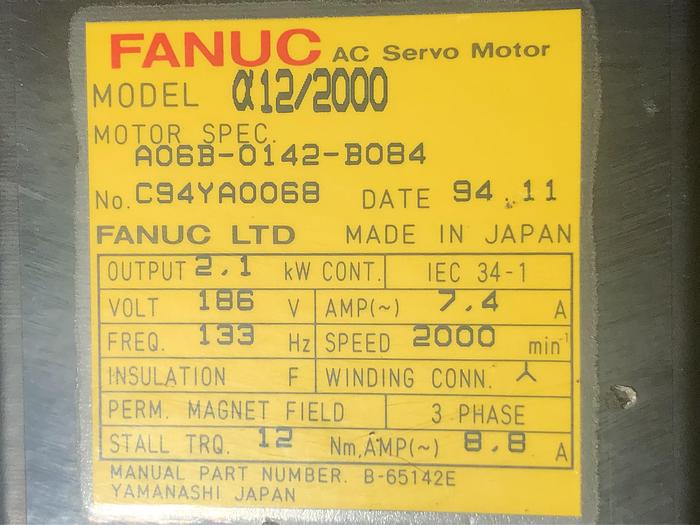 FANUC AC Servo Motor
MODEL α12/2000
MOTOR SPEC.
A06B-0142-B084
No. C94YA0068 DATE 94.11
FANUC LTD MADE IN JAPAN
OUTPUT 2.1 kW CONT. IEC 34-1
VOLT 186 V AMP(~) 7.4 A
FREQ. 133 Hz SPEED 2000 min⁻¹
INSULATION F WINDING CONN. 人
PERM. MAGNET FIELD 3 PHASE
STALL TRQ. 12 Nm,AMP(~) 8.8 A
MANUAL PART NUMBER. B-65142E
YAMANASHI JAPAN